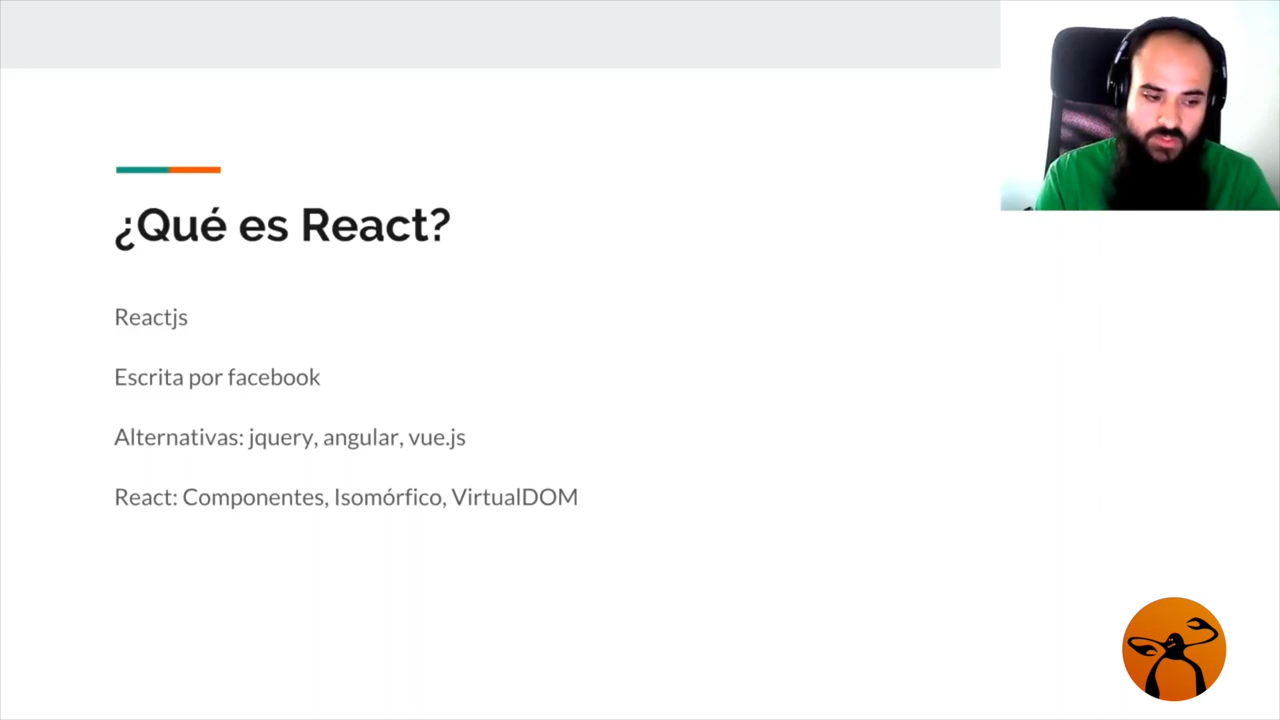 ¿Qué es React?
Reactjs
Escrita por facebook
Alternativas: jquery, angular, vue.js
React: Componentes, Isomórfico, VirtualDOM